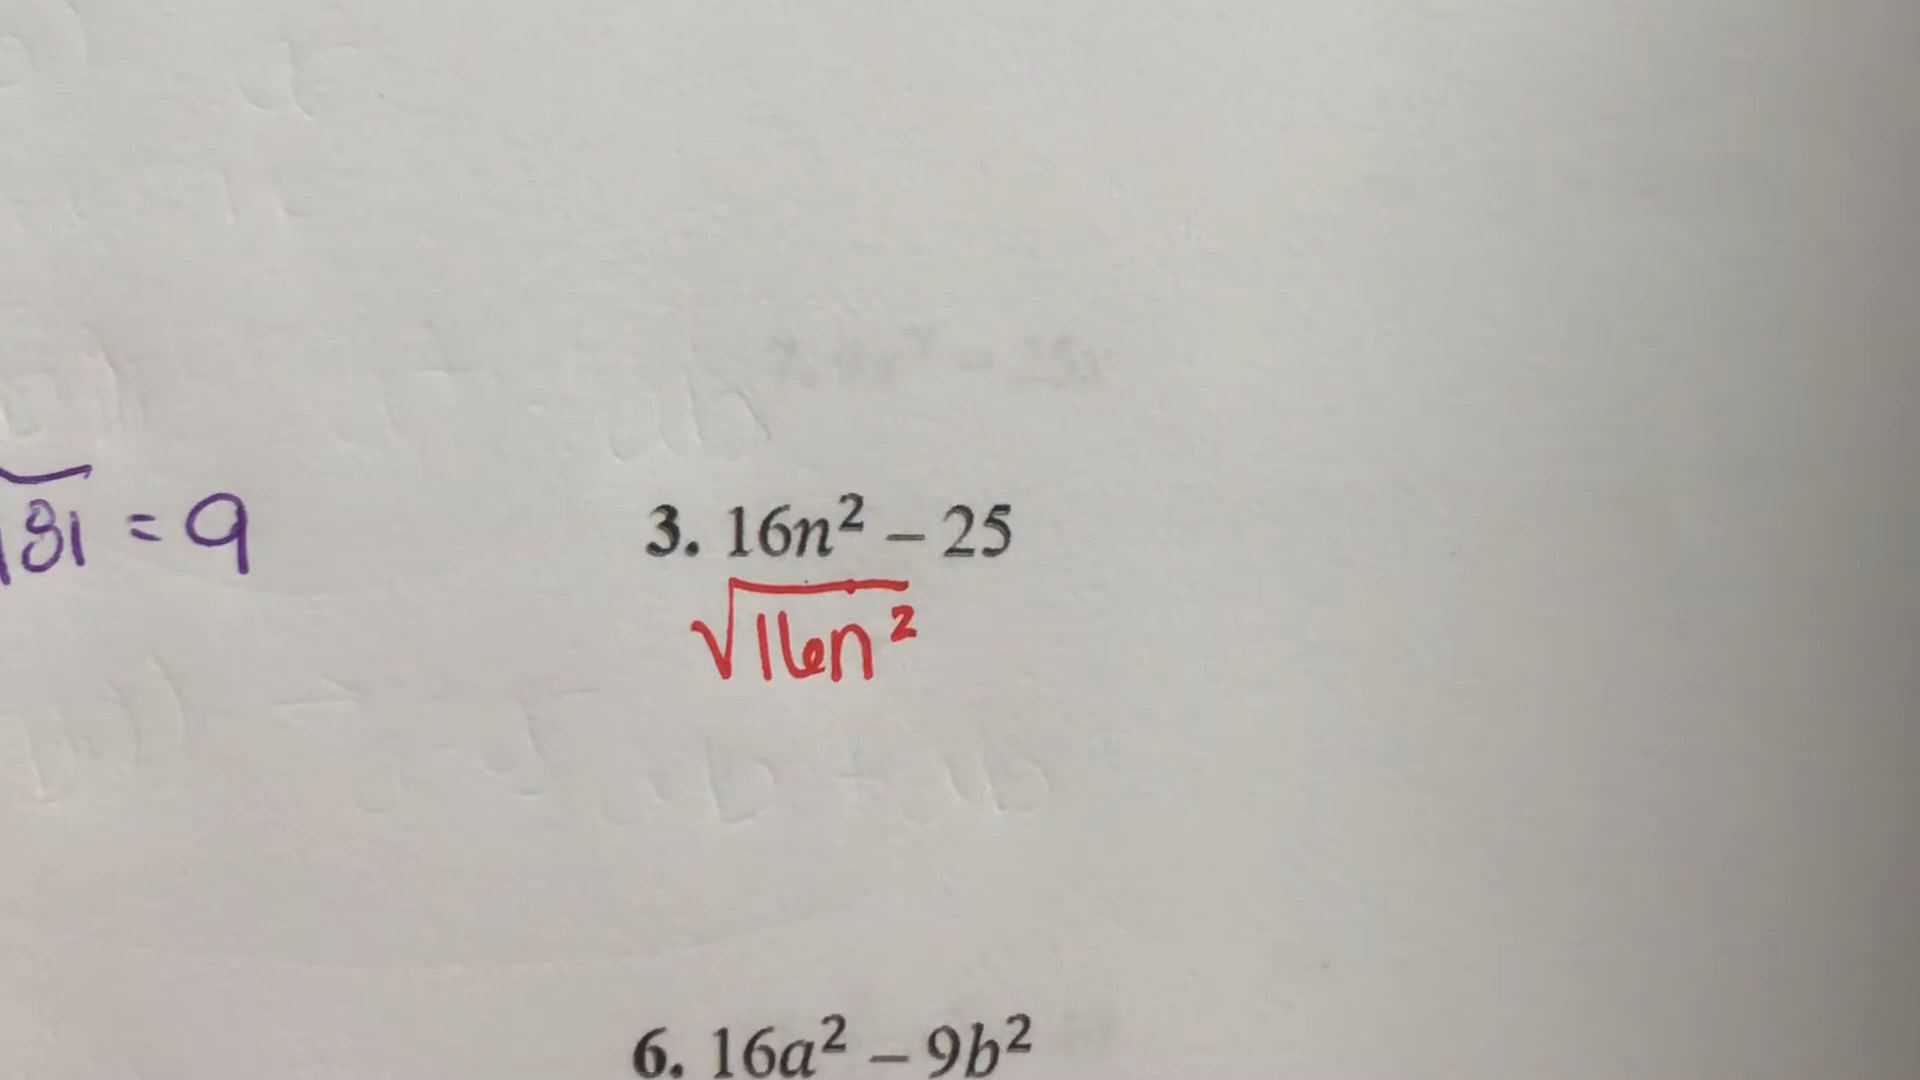 √81 = 9
3. 16n² – 25
√16n²
6. 16a² – 9b²